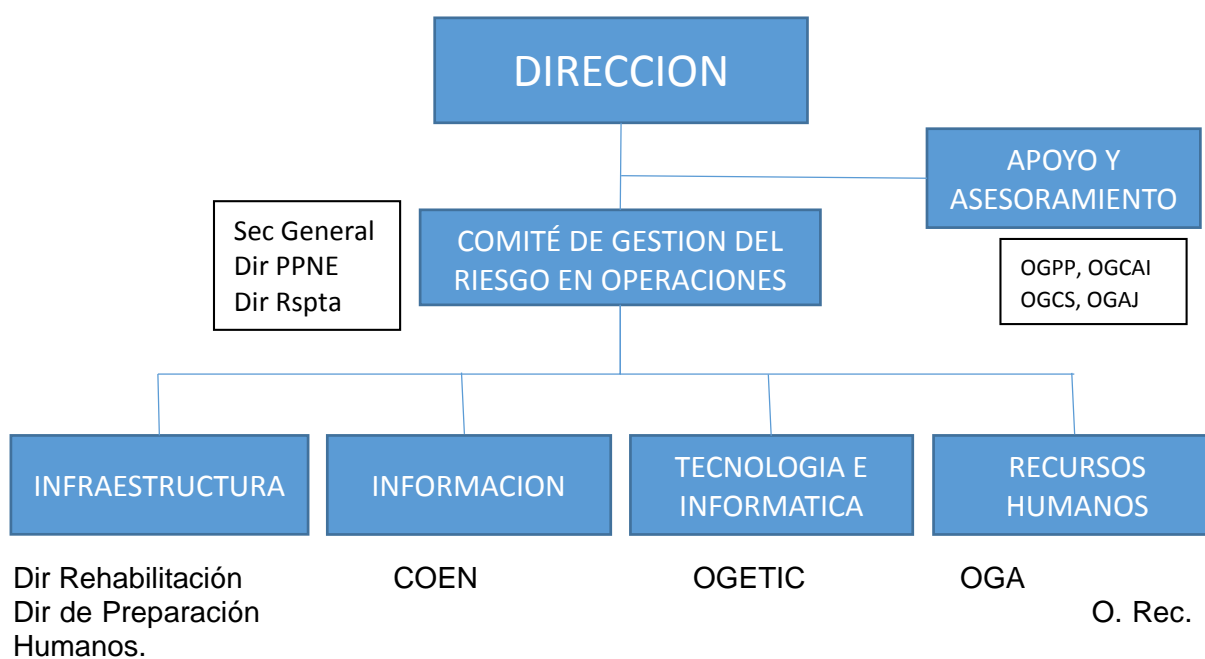 DIRECCION
APOYO Y
ASESORAMIENTO
Sec General
Dir PPNE
Dir Rspta
COMITÉ DE GESTION DEL
RIESGO EN OPERACIONES
OGPP, OGCAI
OGCS, OGAJ
INFRAESTRUCTURA
INFORMACION
TECNOLOGIA E
INFORMATICA
RECURSOS
HUMANOS
Dir Rehabilitación COEN OGETIC OGA
Dir de Preparación O. Rec.
Humanos.